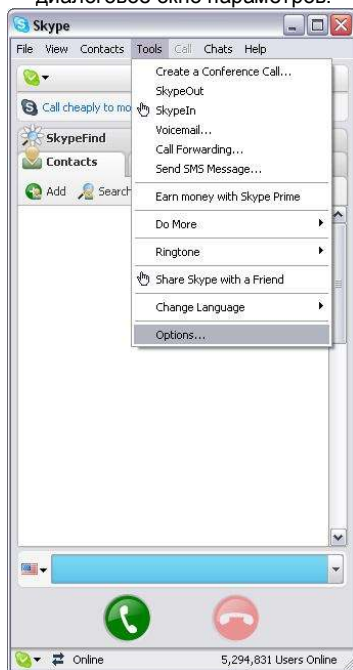 диалоговое окно параметров.
Skype
File View Contacts Tools Call Chats Help
Create a Conference Call...
SkypeOut
Call cheaply to mo
SkypeIn
Voicemail...
SkypeFind
Call Forwarding...
Contacts
Send SMS Message...
Add Search
Earn money with Skype Prime
Do More
Ringtone
Share Skype with a Friend
Change Language
Options...
Online 5,294,831 Users Online